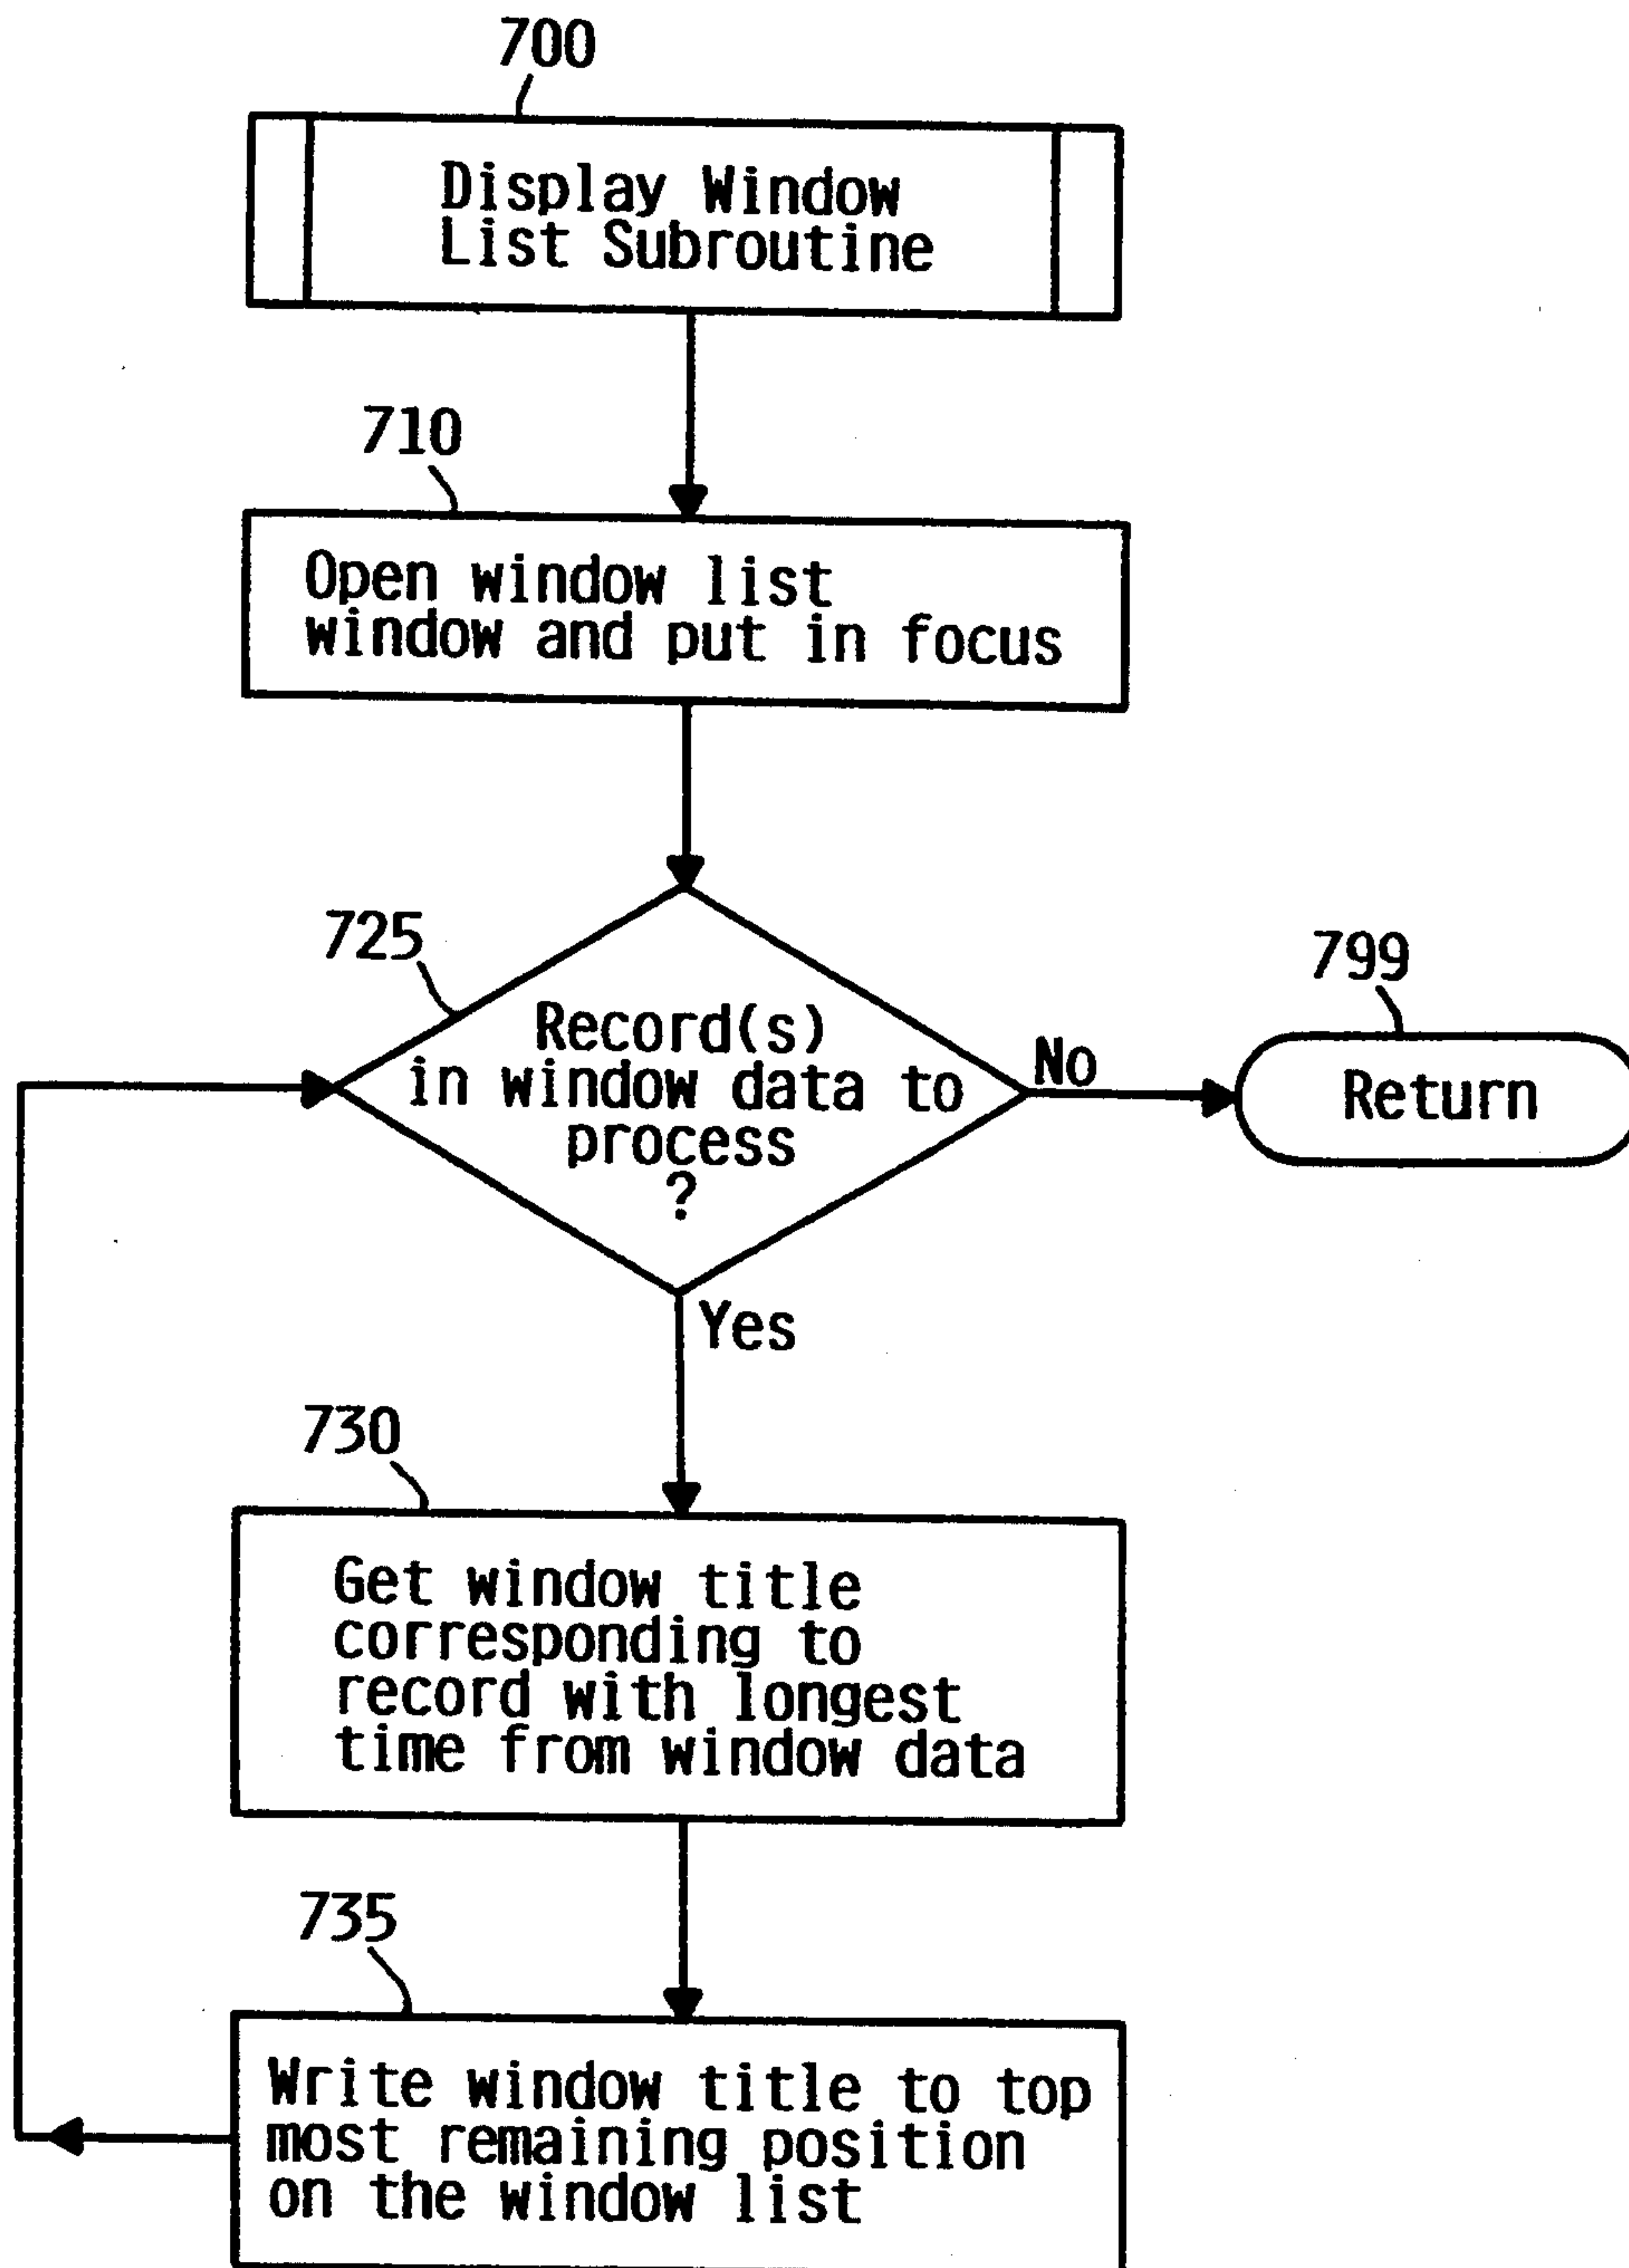 700
Display Window
List Subroutine
710
Open window list
window and put in focus
725
Record(s)
in window data to
process
?
No
799
Return
Yes
730
Get window title
corresponding to
record with longest
time from window data
735
Write window title to top
most remaining position
on the window list